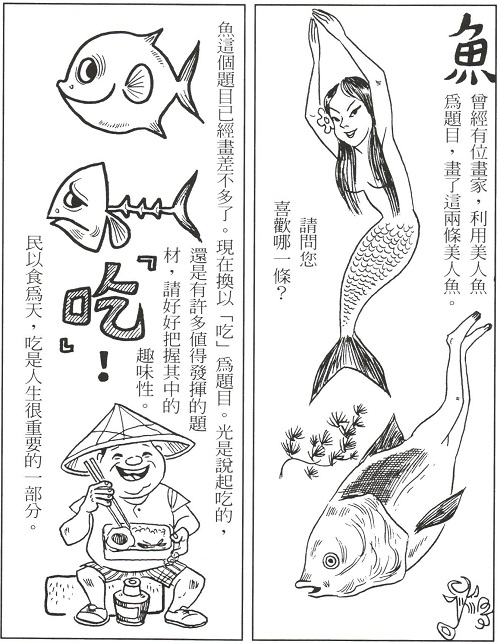 魚
曾經有位畫家，利用美人魚
為題目，畫了這兩條美人魚。
請問您
喜歡哪一條？
魚這個題目已經畫差不多了。現在換以「吃」為題目。光是說起吃的，
還是有許多值得發揮的題
材，請好好把握其中的
趣味性。
『吃』！
民以食為天，吃是人生很重要的一部分。